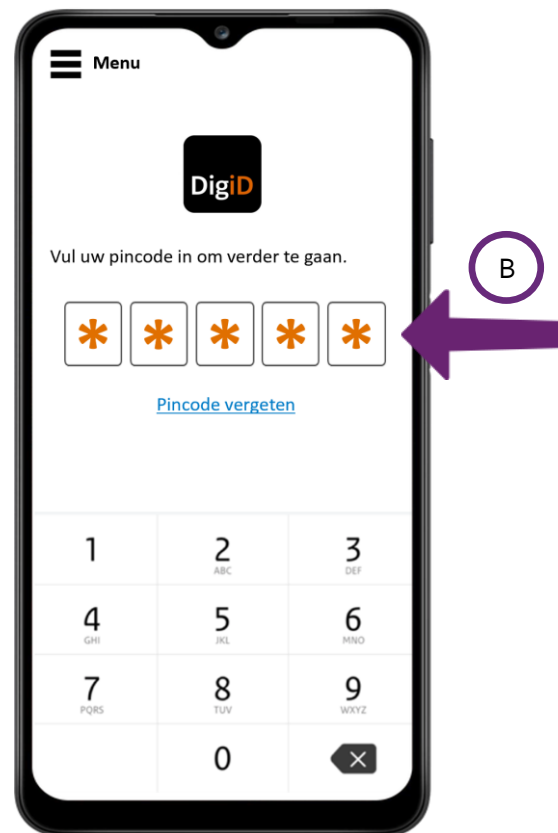 Menu
DigiD
Vul uw pincode in om verder te gaan.
B
* * * * *
Pincode vergeten
1 2 3
ABC DEF
4 5 6
GHI JKL MNO
7 8 9
PQRS TUV WXYZ
0